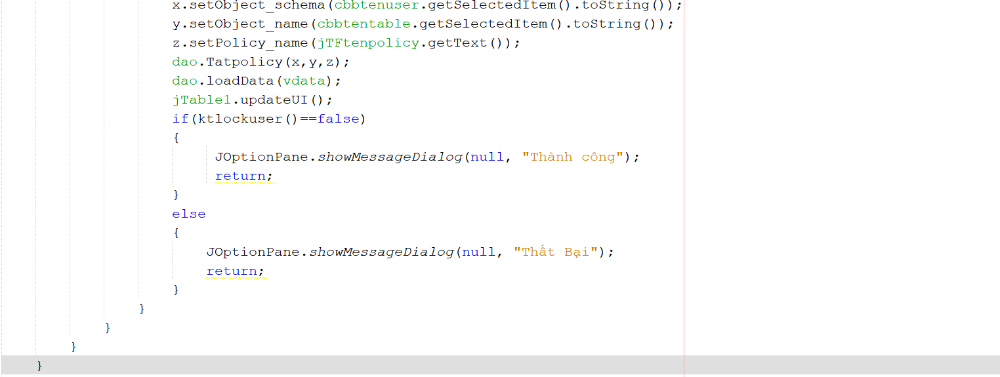 x.setObject_schema(cbbtenuser.getSelectedItem().toString());
y.setObject_name(cbbtentable.getSelectedItem().toString());
z.setPolicy_name(jTFtenpolicy.getText());
dao.Tatpolicy(x,y,z);
dao.loadData(vdata);
jTable1.updateUI();
if(ktlockuser()==false)
{
JOptionPane.showMessageDialog(null, "Thành công");
return;
}
else
{
JOptionPane.showMessageDialog(null, "Thất Bại");
return;
}
}
}
}
}